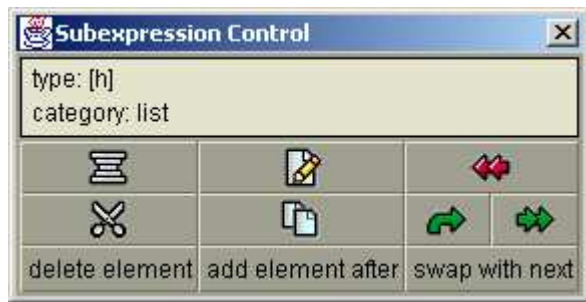 Subexpression Control
type: [h]
category: list
delete element add element after swap with next